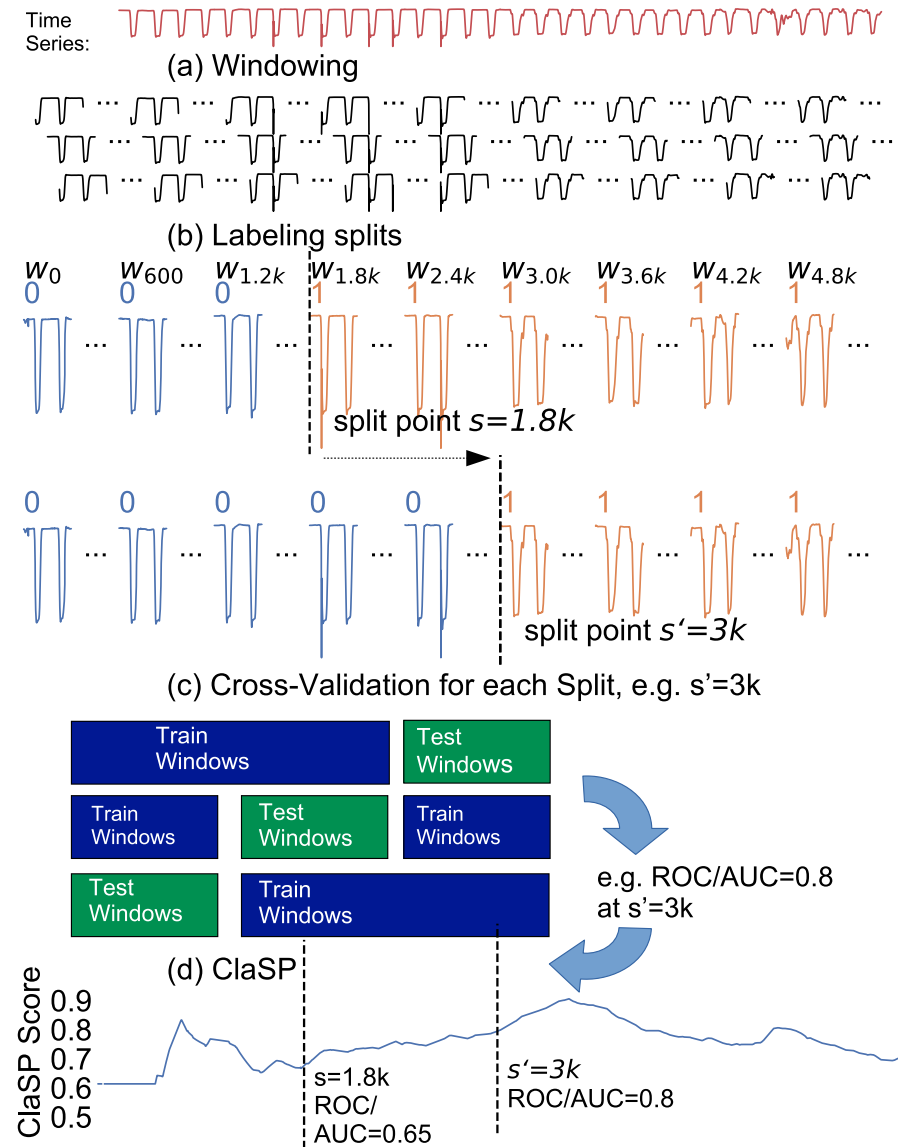 Time
Series:
(a) Windowing
... ... ... ... ... ... ... ... ...
... ... ... ... ... ... ... ... ...
... ... ... ... ... ... ... ...
(b) Labeling splits
w0 w600 w1.2k w1.8k w2.4k w3.0k w3.6k w4.2k w4.8k
0 0 0 1 1 1 1 1 1
... ... ... ... ... ... ... ... ...
split point s=1.8k
0 0 0 0 0 1 1 1 1
... ... ... ... ... ... ... ... ...
split point s‘=3k
(c) Cross-Validation for each Split, e.g. s’=3k
Train
Windows
Test
Windows
Train
Windows
Test
Windows
Train
Windows
e.g. ROC/AUC=0.8
at s’=3k
Test
Windows
Train
Windows
(d) ClaSP
ClaSP Score
0.9
0.8
0.7
0.6
0.5
s=1.8k
ROC/
AUC=0.65
s‘=3k
ROC/AUC=0.8